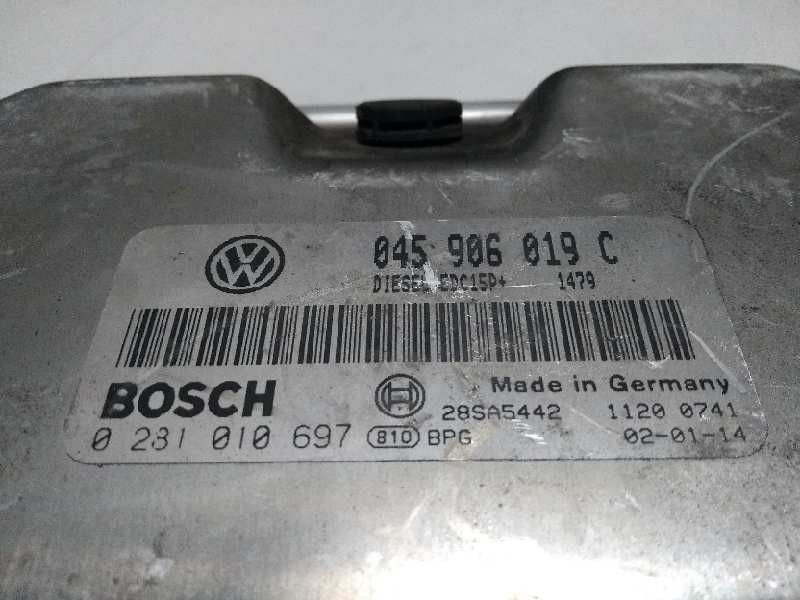 045 906 019 C
DIESEL EDC15P+ 1479
BOSCH
Made in Germany
28SA5442 1120 0741
0 281 010 697 810 BPG 02-01-14